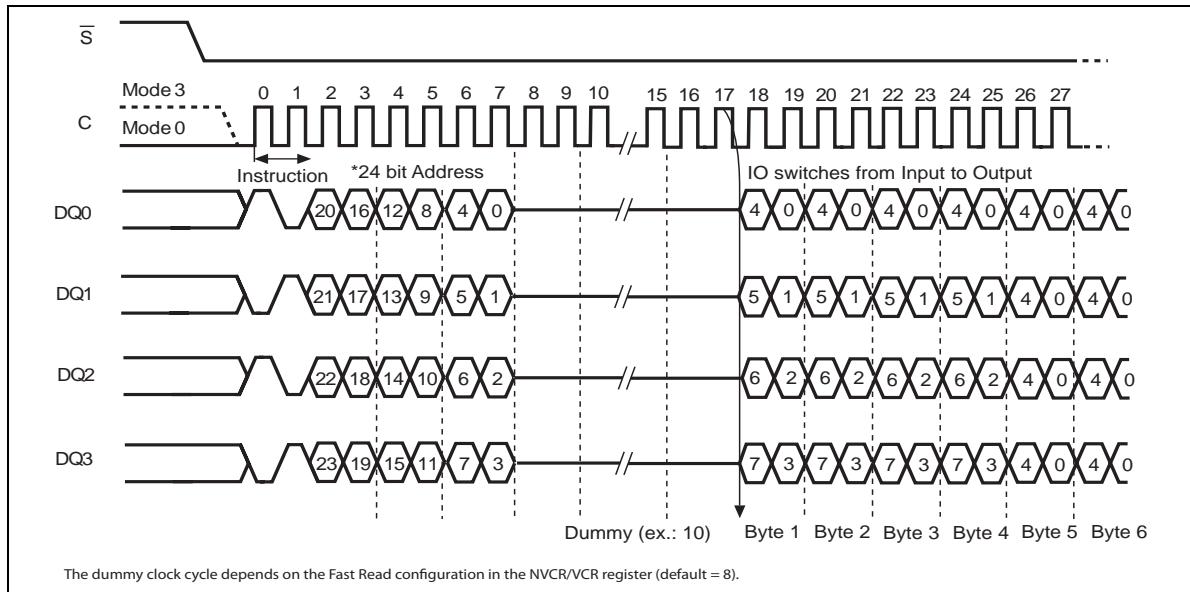 S
Mode 3
C
Mode 0
0 1 2 3 4 5 6 7 8 9 10 15 16 17 18 19 20 21 22 23 24 25 26 27
Instruction
*24 bit Address
IO switches from Input to Output
DQ0
20 16 12 8 4 0 4 0 4 0 4 0 4 0 4 0 4 0
DQ1
21 17 13 9 5 1 5 1 5 1 5 1 5 1 4 0 4 0
DQ2
22 18 14 10 6 2 6 2 6 2 6 2 6 2 4 0 4 0
DQ3
23 19 15 11 7 3 7 3 7 3 7 3 7 3 4 0 4 0
Dummy (ex.: 10)
Byte 1 Byte 2 Byte 3 Byte 4 Byte 5 Byte 6
The dummy clock cycle depends on the Fast Read configuration in the NVCR/VCR register (default = 8).